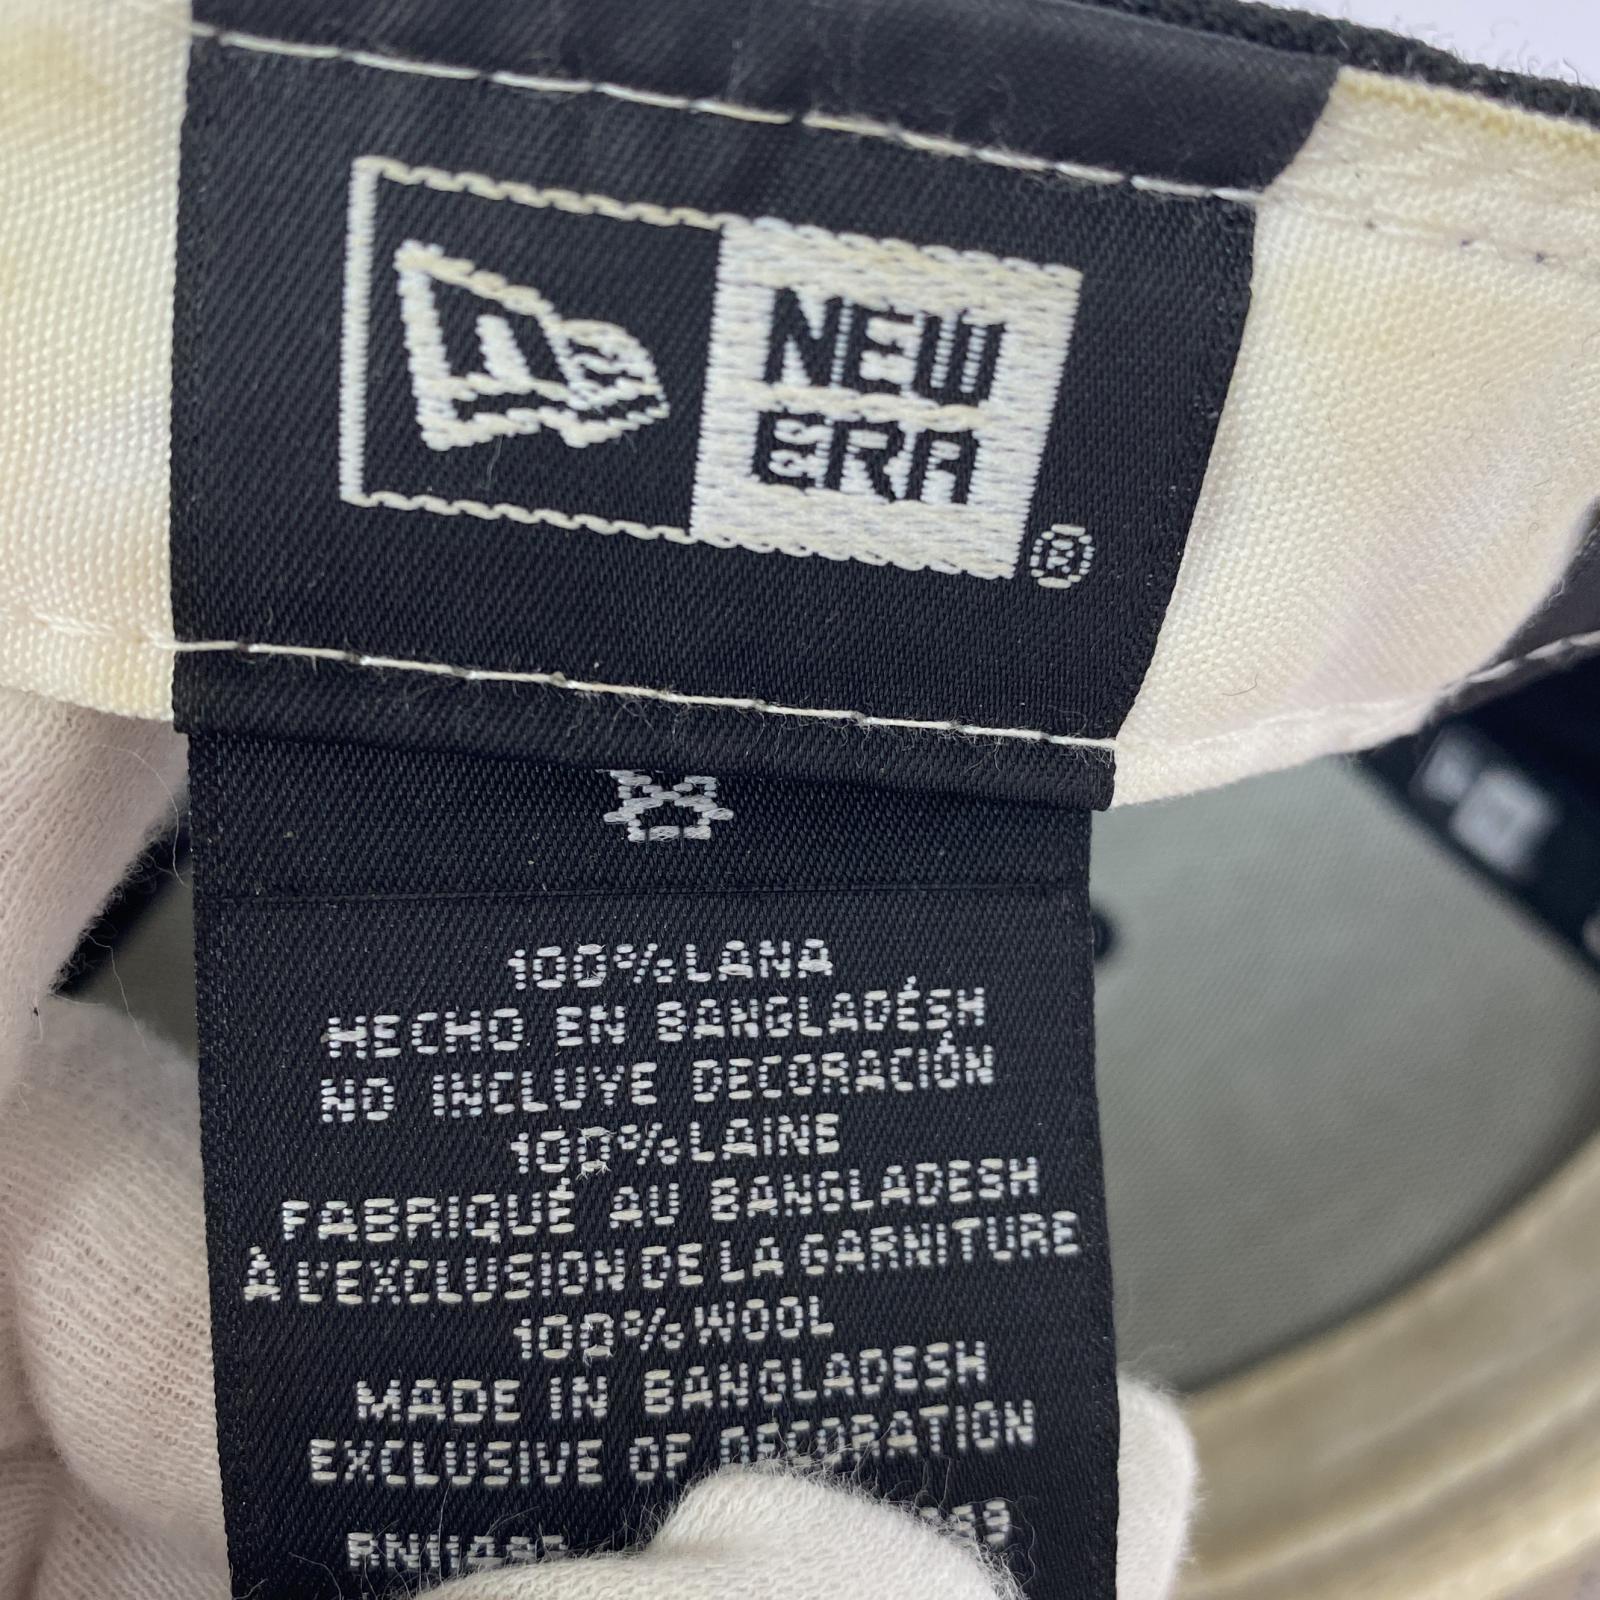 NEW
ERA
®
100% LANA
HECHO EN BANGLADÉSH
NO INCLUYE DECORACIÓN
100% LAINE
FABRIQUÉ AU BANGLADESH
À L'EXCLUSION DE LA GARNITURE
100% WOOL
MADE IN BANGLADESH
EXCLUSIVE OF DECORATION